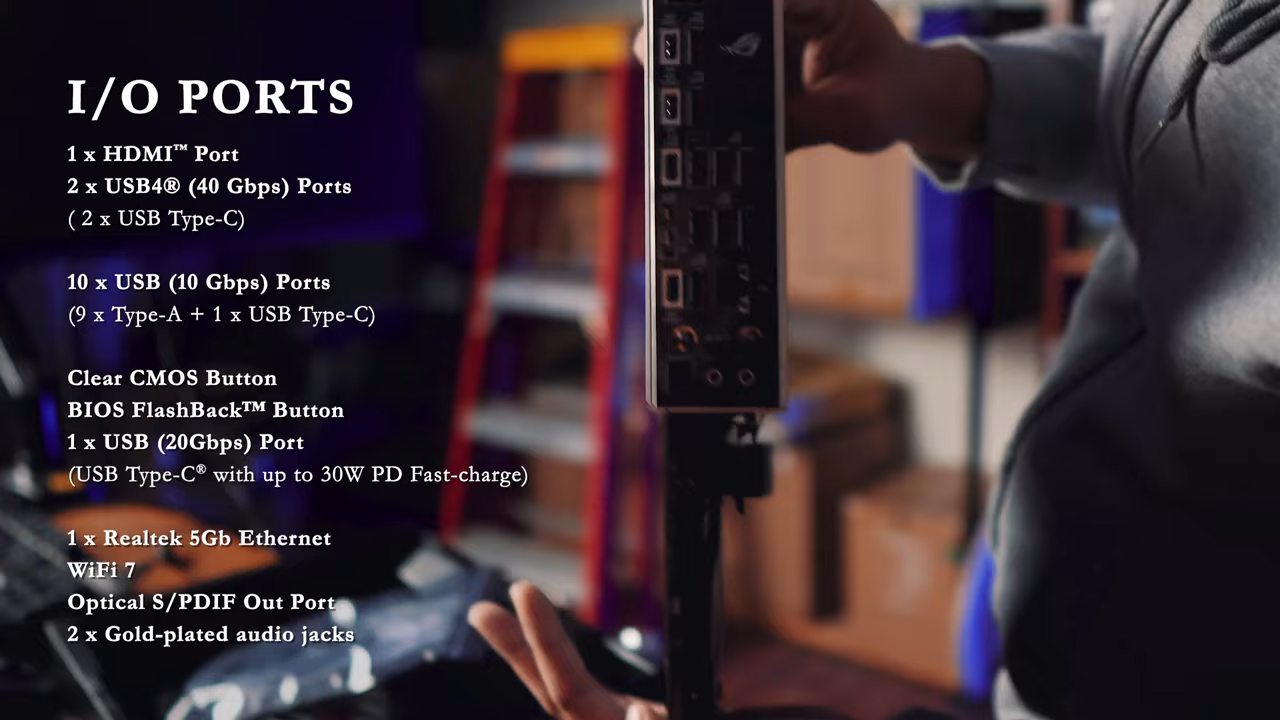 I/O PORTS
1 x HDMI™ Port
2 x USB4® (40 Gbps) Ports
( 2 x USB Type-C)
10 x USB (10 Gbps) Ports
(9 x Type-A + 1 x USB Type-C)
Clear CMOS Button
BIOS FlashBack™ Button
1 x USB (20Gbps) Port
(USB Type-C® with up to 30W PD Fast-charge)
1 x Realtek 5Gb Ethernet
WiFi 7
Optical S/PDIF Out Port
2 x Gold-plated audio jacks